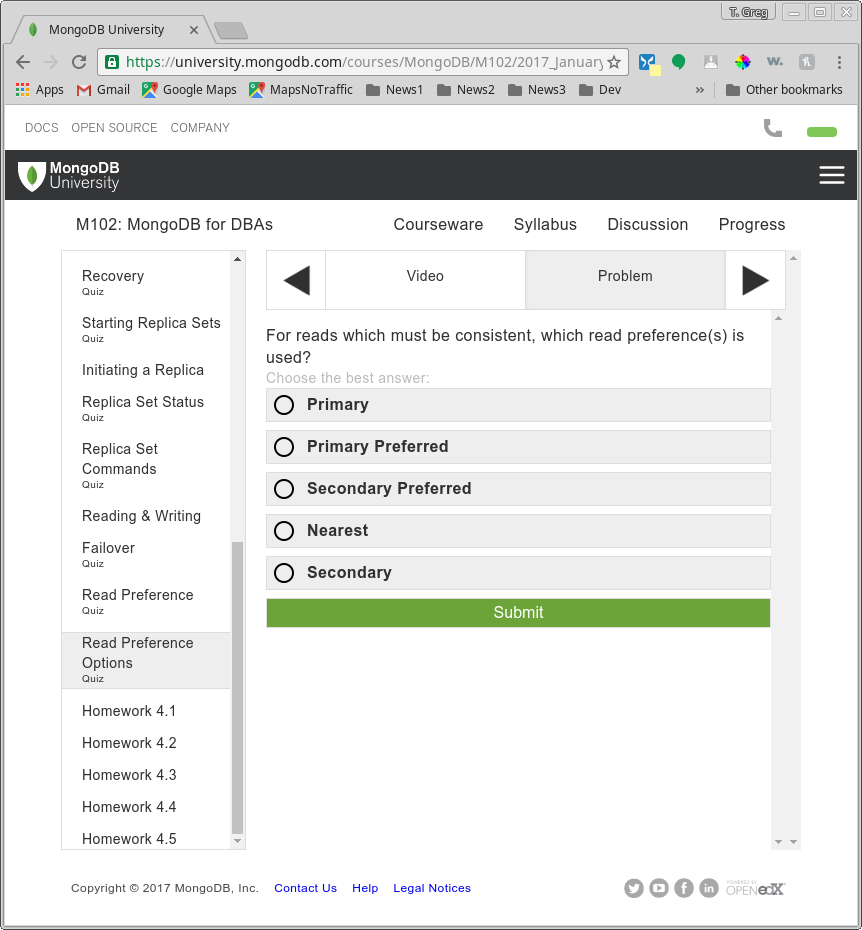 T. Greg
MongoDB University
https://university.mongodb.com/courses/MongoDB/M102/2017_January
Apps Gmail Google Maps MapsNoTraffic News1 News2 News3 Dev » Other bookmarks
DOCS OPEN SOURCE COMPANY
MongoDB
University
M102: MongoDB for DBAs Courseware Syllabus Discussion Progress
Recovery
Quiz
Starting Replica Sets
Quiz
Initiating a Replica
Replica Set Status
Quiz
Replica Set
Commands
Quiz
Reading & Writing
Failover
Quiz
Read Preference
Quiz
Read Preference
Options
Quiz
Homework 4.1
Homework 4.2
Homework 4.3
Homework 4.4
Homework 4.5
Video Problem
For reads which must be consistent, which read preference(s) is
used?
Choose the best answer:
Primary
Primary Preferred
Secondary Preferred
Nearest
Secondary
Submit
Copyright © 2017 MongoDB, Inc. Contact Us Help Legal Notices
POWERED BY
OPEN edX